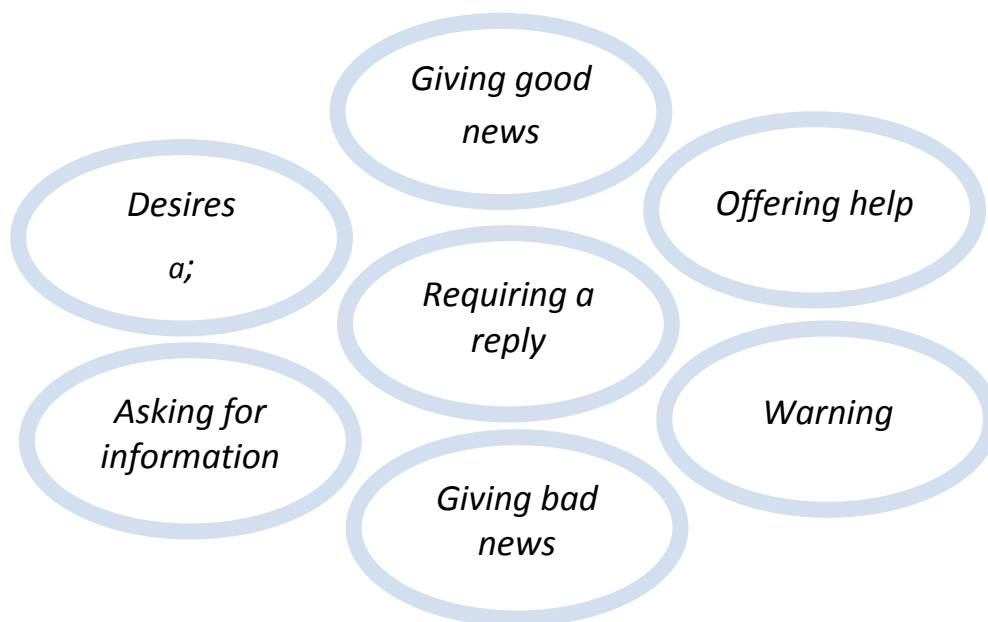 Giving good
news
Desires
a;
Offering help
Requiring a
reply
Asking for
information
Warning
Giving bad
news